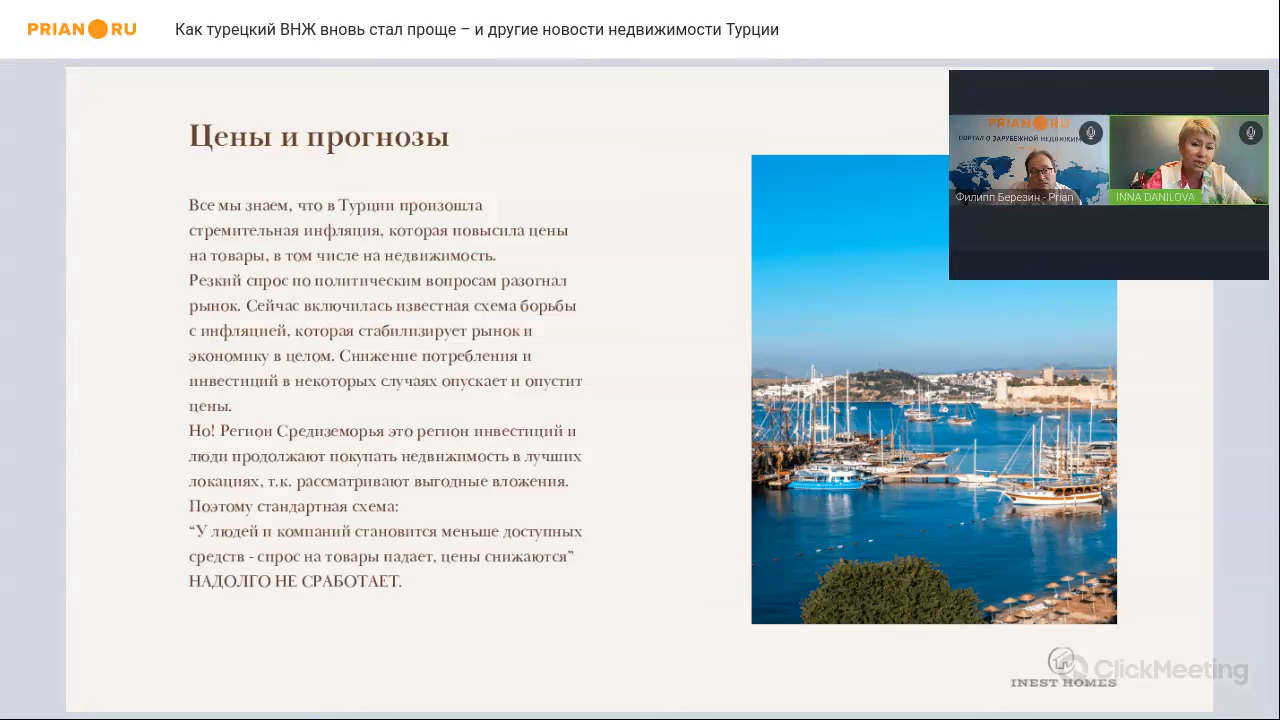 PRIAN RU
Как турецкий ВНЖ вновь стал проще – и другие новости недвижимости Турции
PRIAN RU
ПОРТАЛ О ЗАРУБЕЖНОЙ НЕДВИЖИМ
Филипп Березин - Prian
INNA DANILOVA
Цены и прогнозы
Все мы знаем, что в Турции произошла
стремительная инфляция, которая повысила цены
на товары, в том числе на недвижимость.
Резкий спрос по политическим вопросам разогнал
рынок. Сейчас включилась известная схема борьбы
с инфляцией, которая стабилизирует рынок и
экономику в целом. Снижение потребления и
инвестиций в некоторых случаях опускает и опустит
цены.
Но! Регион Средиземорья это регион инвестиций и
люди продолжают покупать недвижимость в лучших
локациях, т.к. рассматривают выгодные вложения.
Поэтому стандартная схема:
“У людей и компаний становится меньше доступных
средств - спрос на товары падает, цены снижаются”
НАДОЛГО НЕ СРАБОТАЕТ.
INEST HOMES
ClickMeeting